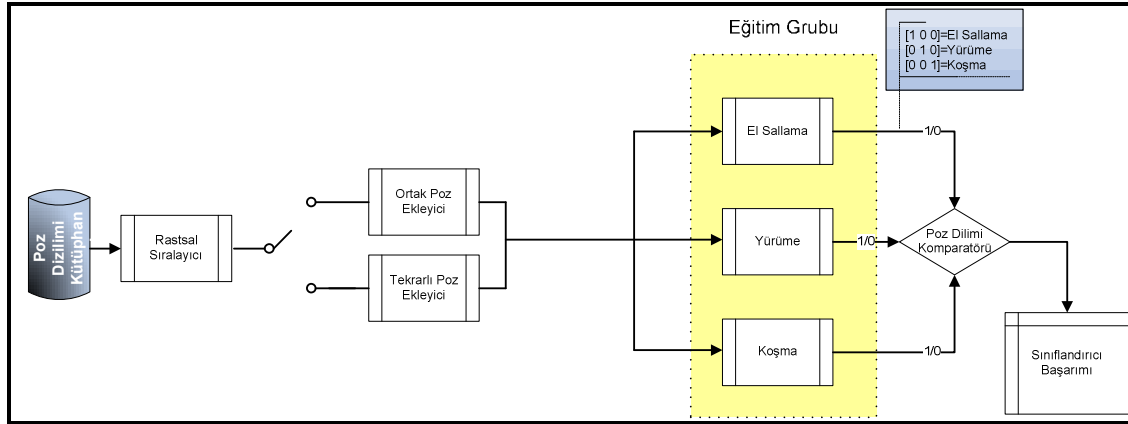 Eğitim Grubu
[1 0 0]=El Sallama
[0 1 0]=Yürüme
[0 0 1]=Koşma
Poz
Dizilimi
Kütüphan
Rastsal
Sıralayıcı
Ortak Poz
Ekleyici
Tekrarlı Poz
Ekleyici
El Sallama
1/0
Yürüme
1/0
Koşma
1/0
Poz Dilimi
Komparatörü
Sınıflandırıcı
Başarımı